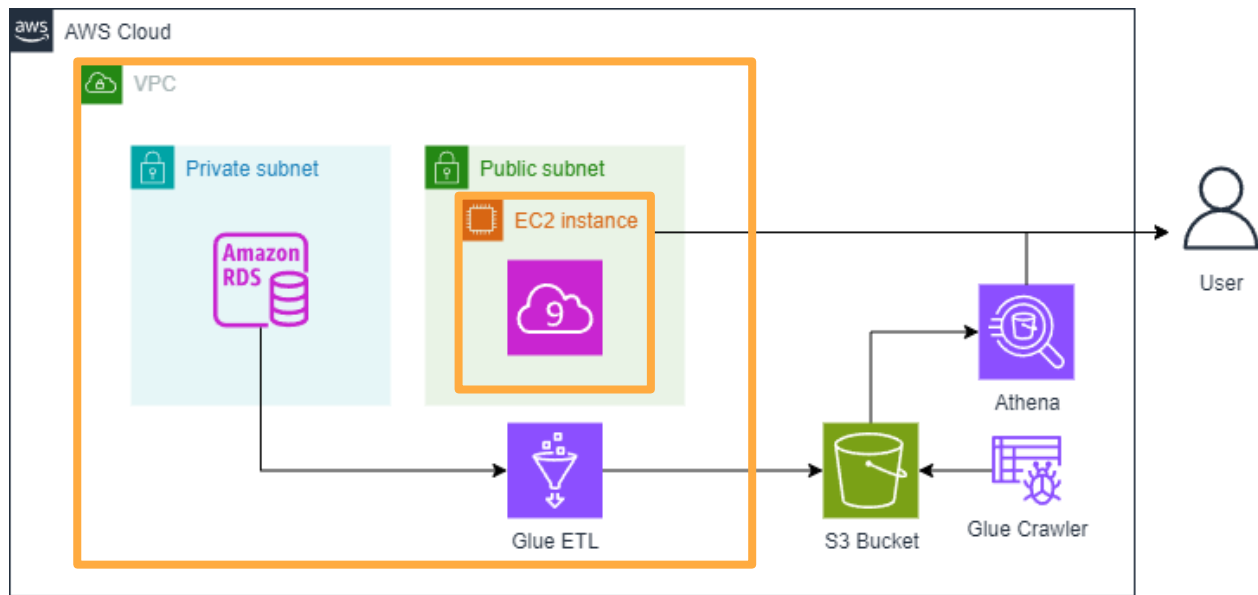 aws
AWS Cloud
VPC
Private subnet
Public subnet
EC2 instance
Amazon
RDS
9
User
Athena
Glue ETL
S3 Bucket
Glue Crawler